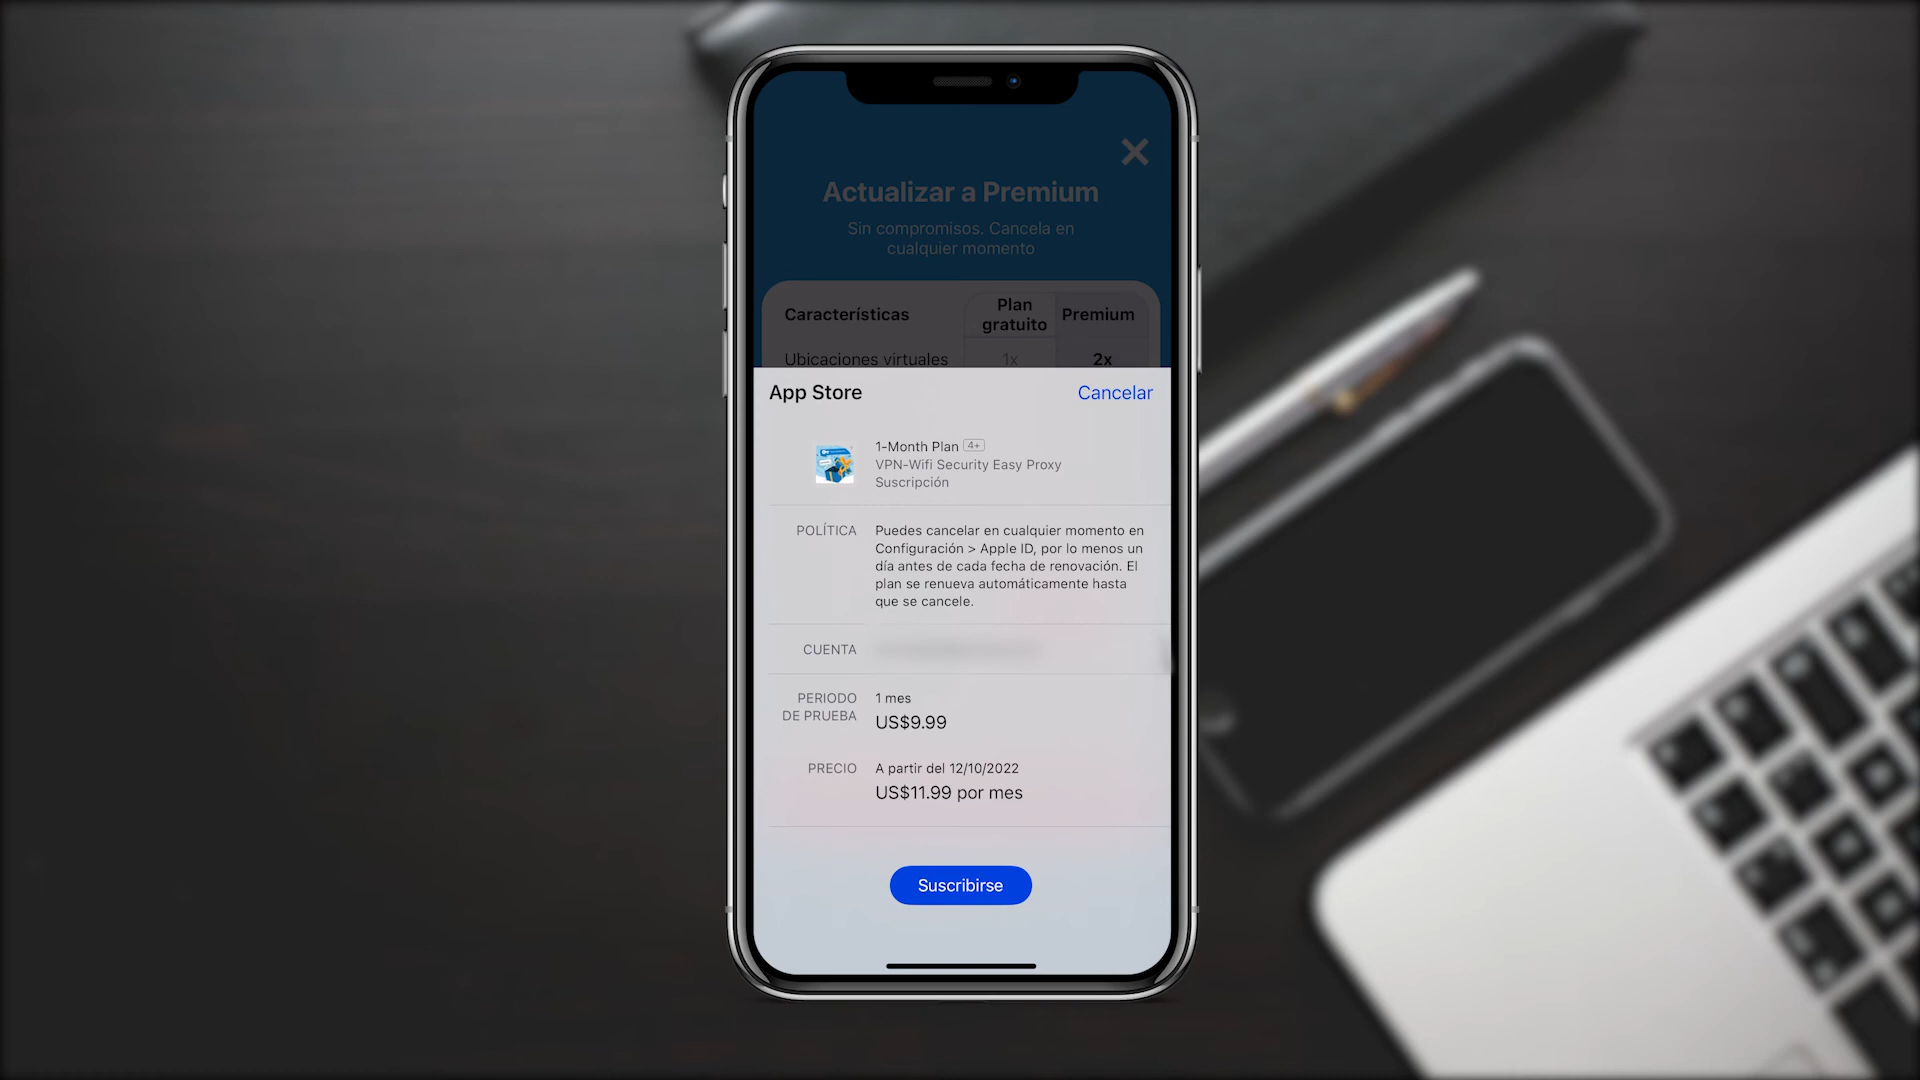 Actualizar a Premium
Sin compromisos. Cancela en
cualquier momento
Características
Plan
gratuito
Premium
Ubicaciones virtuales
1x
2x
App Store
Cancelar
1-Month Plan 4+
VPN-Wifi Security Easy Proxy
Suscripción
POLÍTICA
Puedes cancelar en cualquier momento en
Configuración > Apple ID, por lo menos un
día antes de cada fecha de renovación. El
plan se renueva automáticamente hasta
que se cancele.
CUENTA
PERIODO
DE PRUEBA
1 mes
US$9.99
PRECIO
A partir del 12/10/2022
US$11.99 por mes
Suscribirse